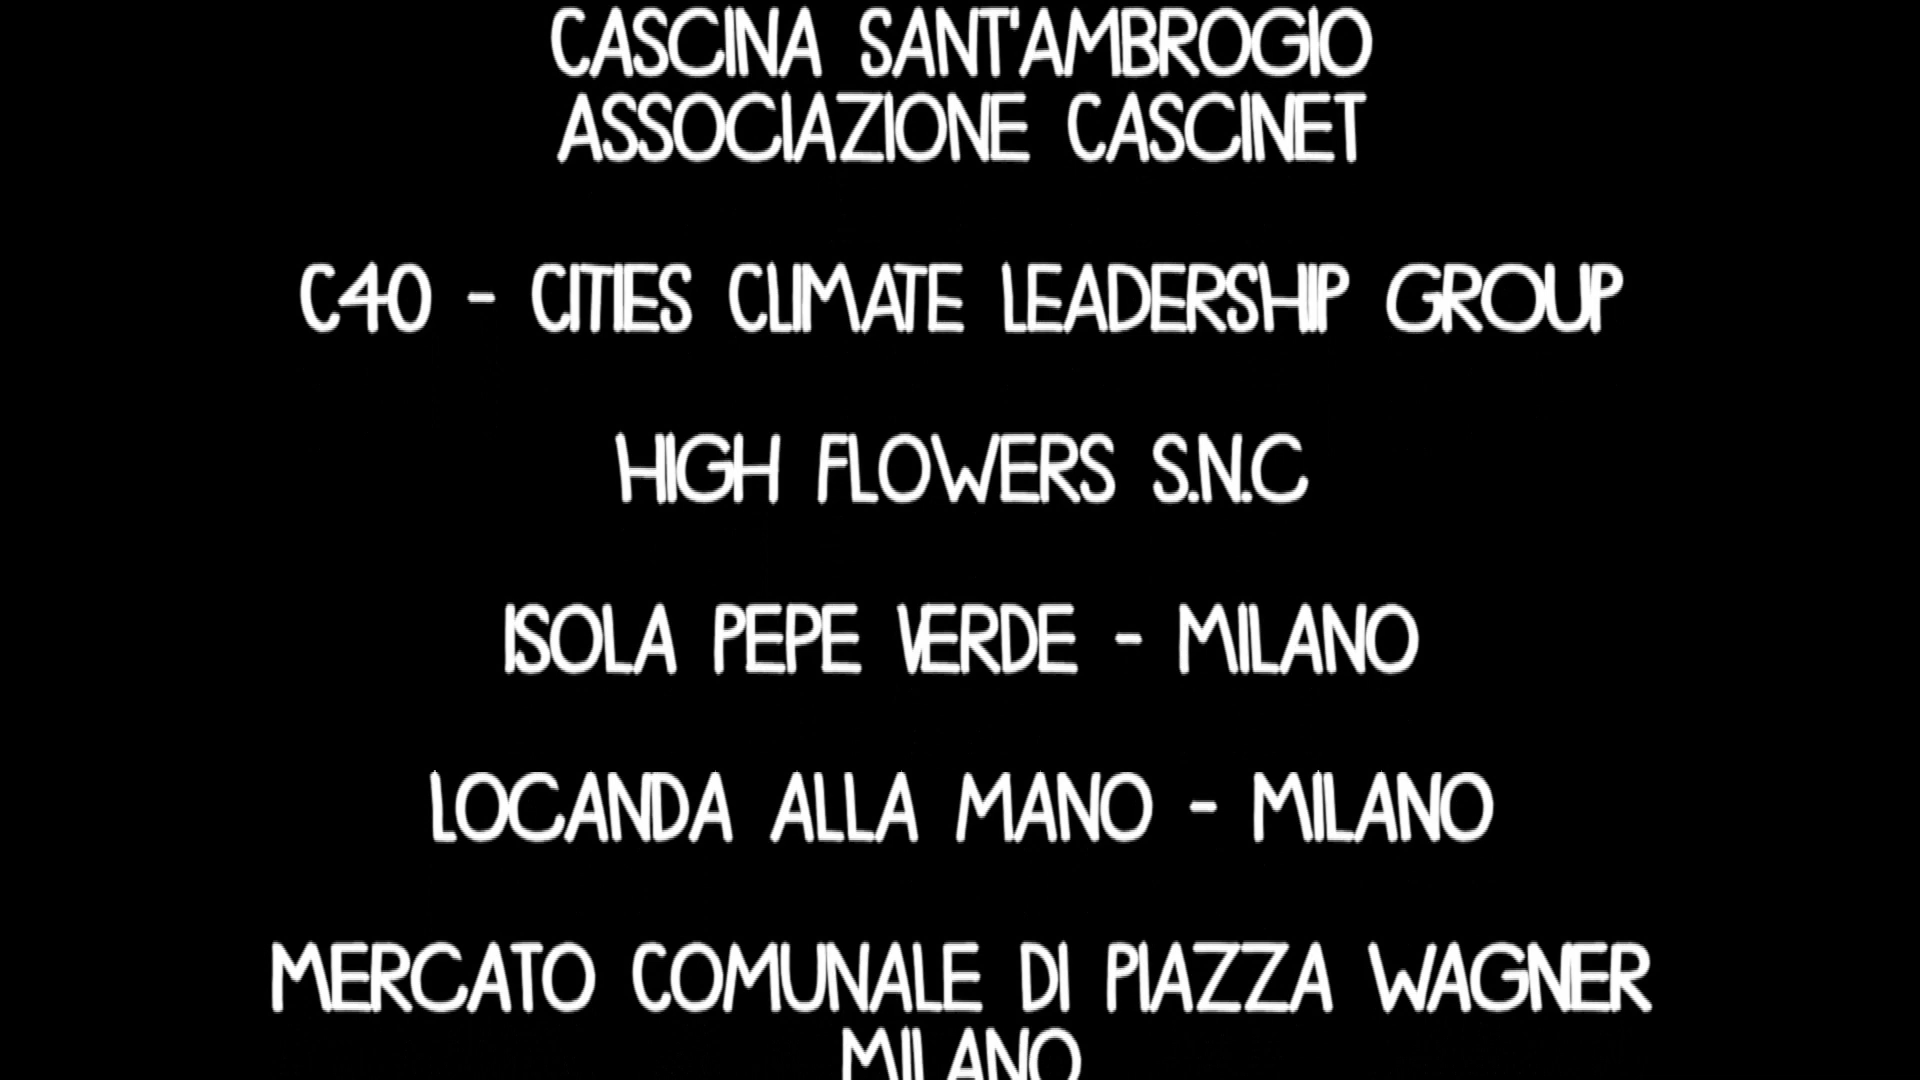 CASCINA SANT'AMBROGIO
ASSOCIAZIONE CASCINET
C40 - CITIES CLIMATE LEADERSHIP GROUP
HIGH FLOWERS S.N.C
ISOLA PEPE VERDE - MILANO
LOCANDA ALLA MANO - MILANO
MERCATO COMUNALE DI PIAZZA WAGNER
MILANO